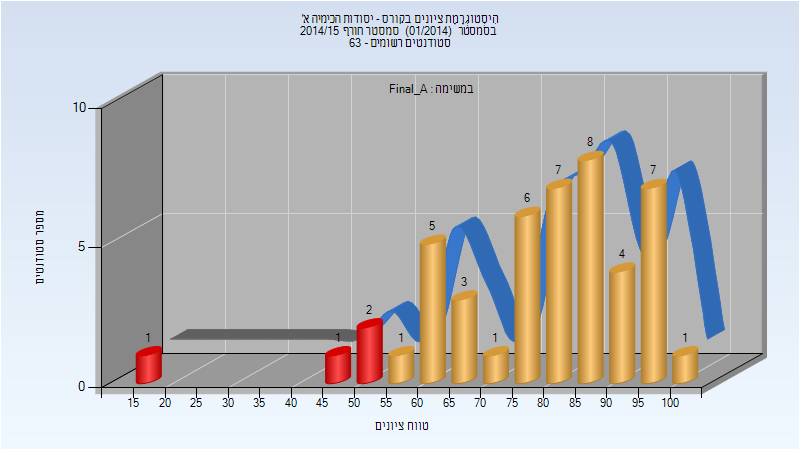 היסטוגרמת ציונים בקורס - יסודות הכימיה א'
בסמסטר (01/2014) סמסטר חורף 2014/15
סטודנטים רשומים - 63
במשימה : Final_A
מספר סטודנטים
10
5
0
1
1
2
1
5
3
1
6
7
8
4
7
1
15 20 25 30 35 40 45 50 55 60 65 70 75 80 85 90 95 100
טווח ציונים